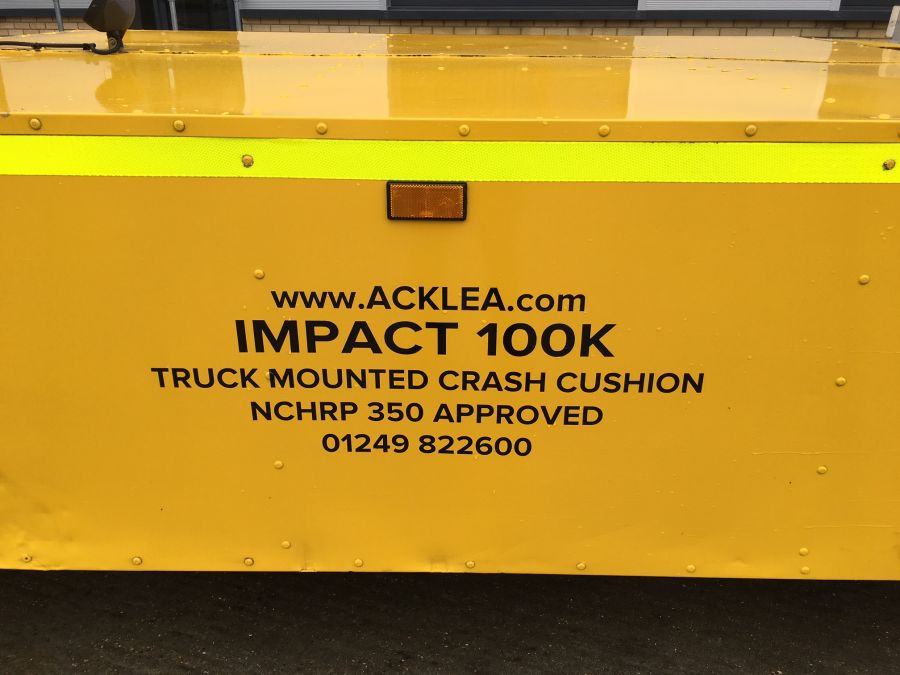 www.ACKLEA.com
IMPACT 100K
TRUCK MOUNTED CRASH CUSHION
NCHRP 350 APPROVED
01249 822600